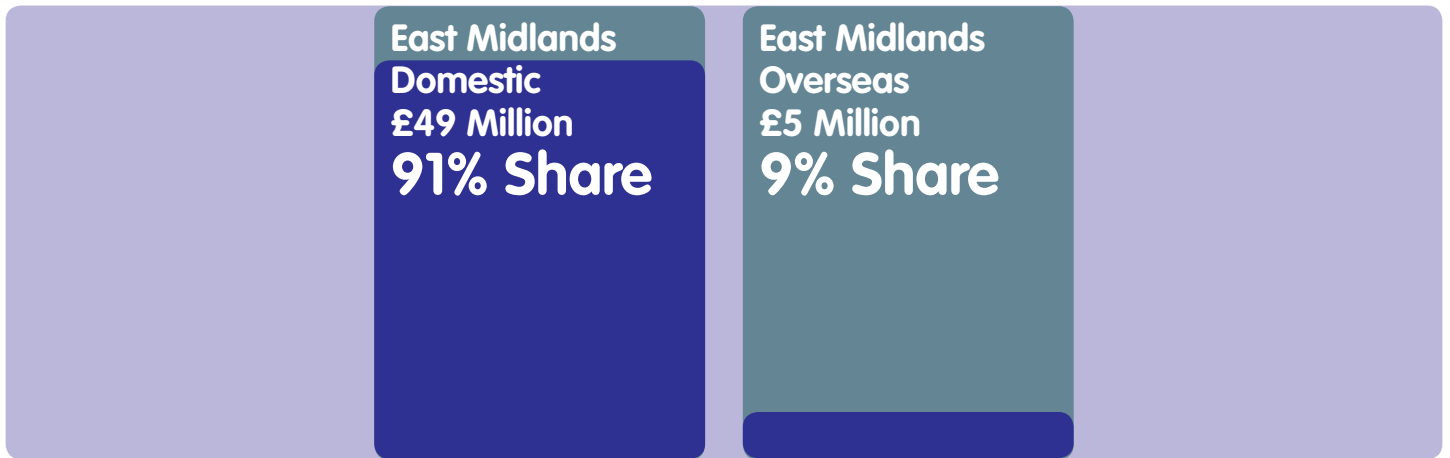 East Midlands
Domestic
£49 Million
91% Share
East Midlands
Overseas
£5 Million
9% Share